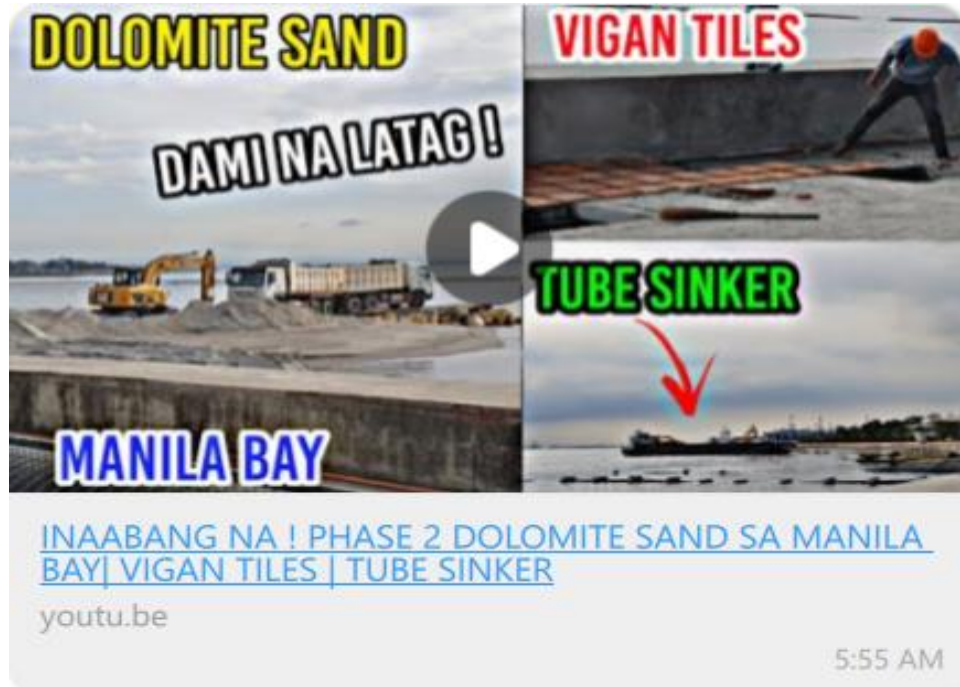 DOLOMITE SAND
DAMI NA LATAG !
MANILA BAY
VIGAN TILES
TUBE SINKER
INAABANG NA ! PHASE 2 DOLOMITE SAND SA MANILA
BAY| VIGAN TILES | TUBE SINKER
youtu.be
5:55 AM